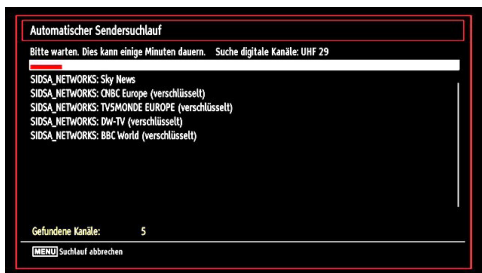 Automatischer Sendersuchlauf
Bitte warten. Dies kann einige Minuten dauern. Suche digitale Kanäle: UHF 29
SIDSA_NETWORKS: Sky News
SIDSA_NETWORKS: CNBC Europe (verschlüsselt)
SIDSA_NETWORKS: TV5MONDE EUROPE (verschlüsselt)
SIDSA_NETWORKS: DW-TV (verschlüsselt)
SIDSA_NETWORKS: BBC World (verschlüsselt)
Gefundene Kanäle: 5
MENU Suchlauf abbrechen